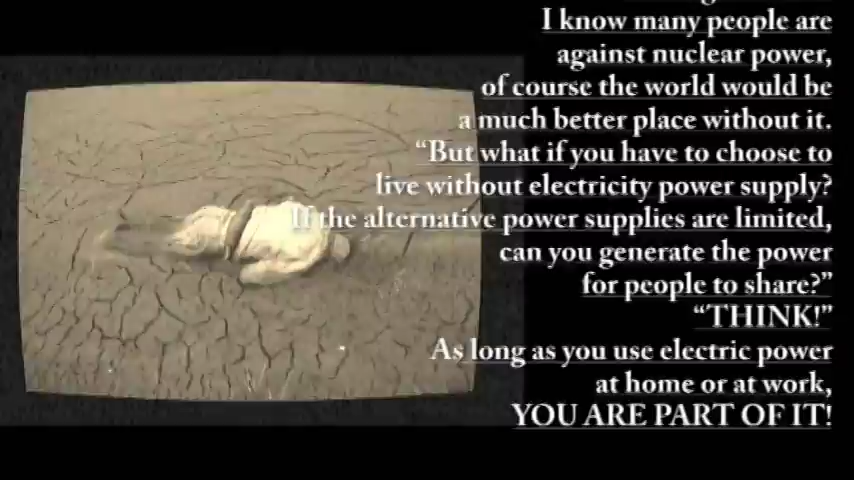 I know many people are
against nuclear power,
of course the world would be
a much better place without it.
“But what if you have to choose to
live without electricity power supply?
If the alternative power supplies are limited,
can you generate the power
for people to share?”
“THINK!”
As long as you use electric power
at home or at work,
YOU ARE PART OF IT!